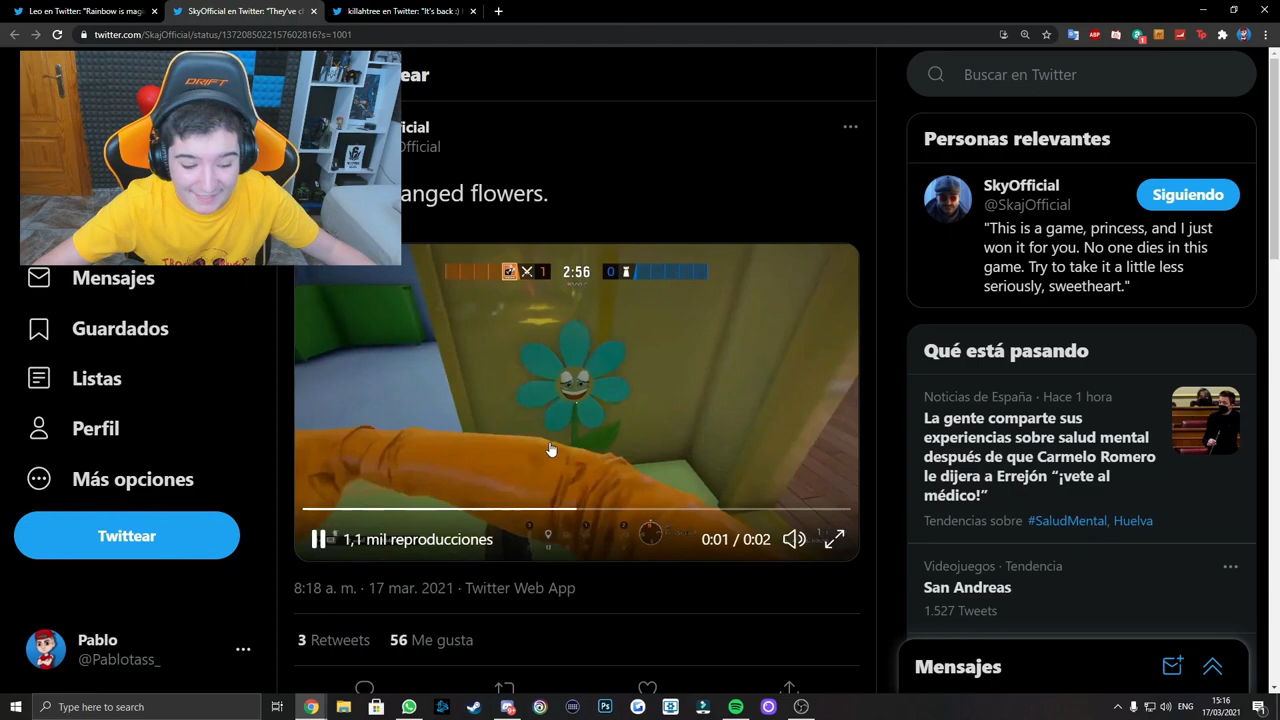 Leo en Twitter: "Rainbow is magi
SkyOfficial en Twitter: "They've ch
killahtree en Twitter: "It's back :)
twitter.com/SkajOfficial/status/1372085022157602816?s=1001
ear
Buscar en Twitter
DRIFT
icial
Official
anged flowers.
Personas relevantes
SkyOfficial
@SkajOfficial
Siguiendo
"This is a game, princess, and I just
won it for you. No one dies in this
game. Try to take it a little less
seriously, sweetheart."
1 2:56 0
Mensajes
Guardados
Listas
Perfil
Más opciones
Twittear
Qué está pasando
Noticias de España · Hace 1 hora
La gente comparte sus
experiencias sobre salud mental
después de que Carmelo Romero
le dijera a Errejón “¡vete al
médico!”
Tendencias sobre #SaludMental, Huelva
1,1 mil reproducciones
0:01 / 0:02
Videojuegos · Tendencia
San Andreas
1.527 Tweets
8:18 a. m. · 17 mar. 2021 · Twitter Web App
3 Retweets 56 Me gusta
Pablo
@Pablotass_
Mensajes
Type here to search
ENG
15:16
17/03/2021